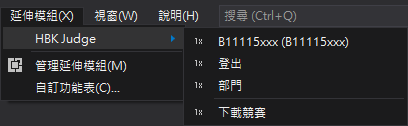 延伸模組(X) 視窗(W) 說明(H) 搜尋 (Ctrl+Q)
HBK Judge
管理延伸模組(M)
自訂功能表(C)...
1x B11115xxx (B11115xxx)
1x 登出
1x 部門
1x 下載競賽